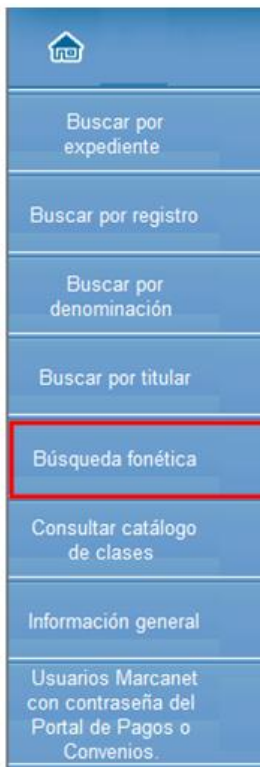 Buscar por
expediente
Buscar por registro
Buscar por
denominación
Buscar por titular
Búsqueda fonética
Consultar catálogo
de clases
Información general
Usuarios Marcanet
con contraseña del
Portal de Pagos o
Convenios.